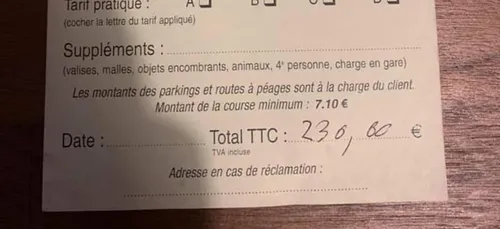 Tarif pratiqué : A B C D
(cocher la lettre du tarif appliqué)
Suppléments :
(valises, malles, objets encombrants, animaux, 4e personne, charge en gare)
Les montants des parkings et routes à péages sont à la charge du client.
Montant de la course minimum : 7.10 €
Date : Total TTC : 230,00 €
TVA incluse
Adresse en cas de réclamation :